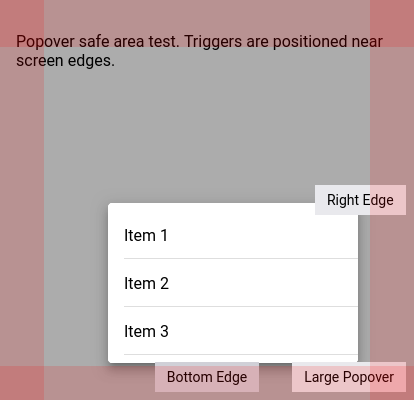 Popover safe area test. Triggers are positioned near
screen edges.
Right Edge
Item 1
Item 2
Item 3
Bottom Edge
Large Popover